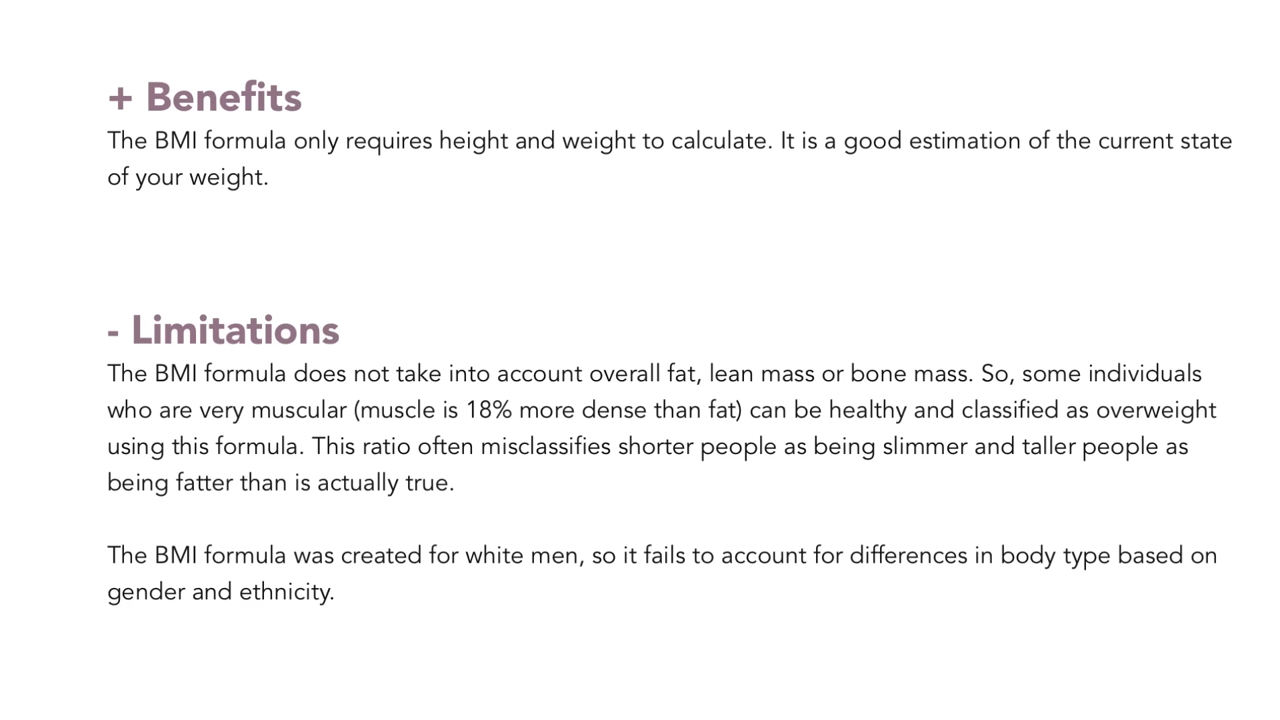 + Benefits
The BMI formula only requires height and weight to calculate. It is a good estimation of the current state
of your weight.
- Limitations
The BMI formula does not take into account overall fat, lean mass or bone mass. So, some individuals
who are very muscular (muscle is 18% more dense than fat) can be healthy and classified as overweight
using this formula. This ratio often misclassifies shorter people as being slimmer and taller people as
being fatter than is actually true.
The BMI formula was created for white men, so it fails to account for differences in body type based on
gender and ethnicity.